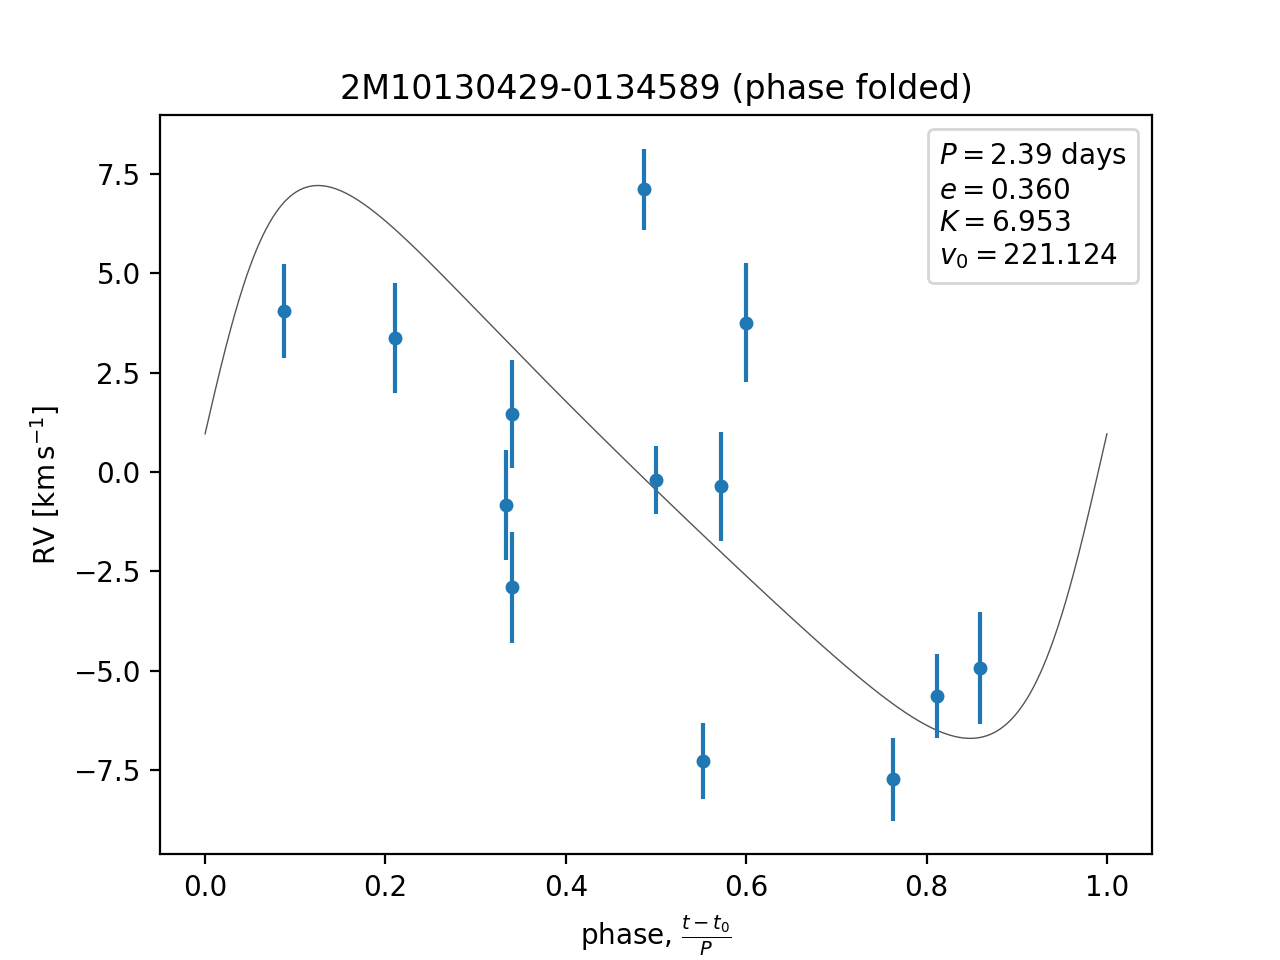 2M10130429-0134589 (phase folded)
P = 2.39 days
e = 0.360
K = 6.953
v₀ = 221.124
7.5
5.0
2.5
0.0
−2.5
−5.0
−7.5
RV [km s⁻¹]
0.0 0.2 0.4 0.6 0.8 1.0
phase, (t − t₀)/P